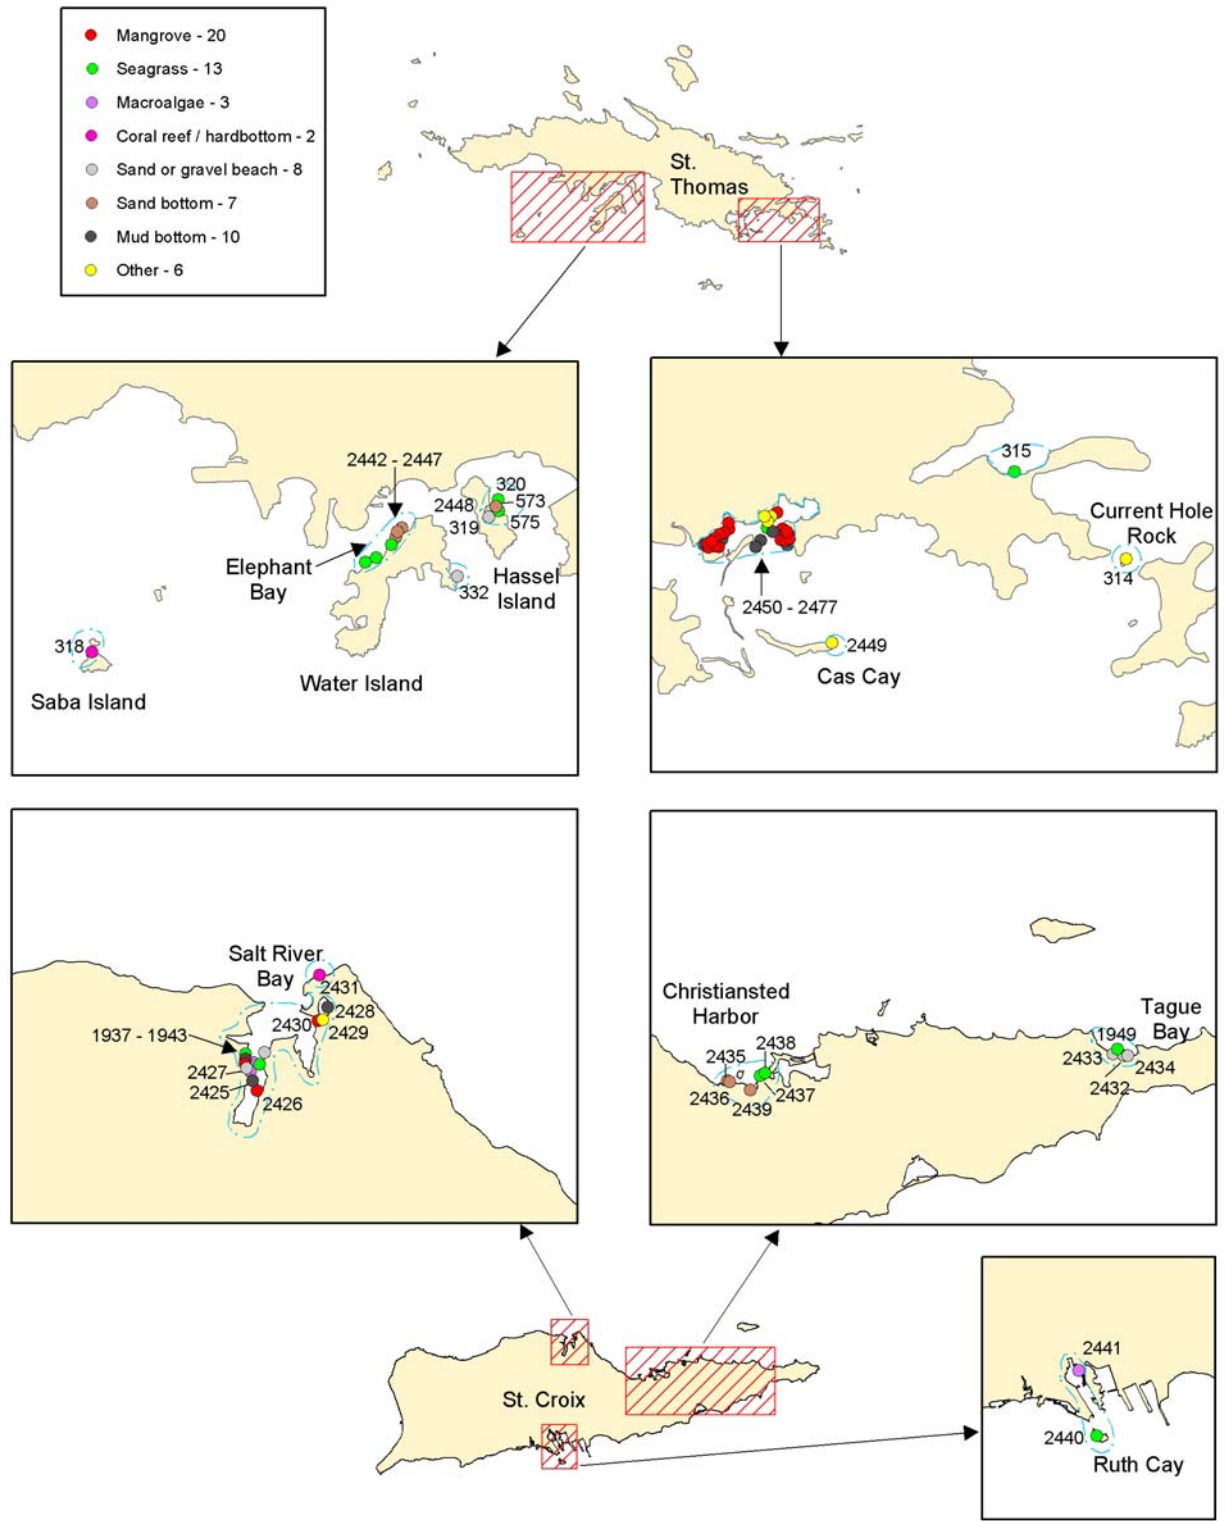 Mangrove - 20
Seagrass - 13
Macroalgae - 3
Coral reef / hardbottom - 2
Sand or gravel beach - 8
Sand bottom - 7
Mud bottom - 10
Other - 6
St.
Thomas
2442 - 2447
320
2448
573
319
575
Elephant
Bay
332
Hassel
Island
318
Water Island
Saba Island
315
Current Hole
Rock
314
2450 - 2477
2449
Cas Cay
Salt River
Bay
2431
2428
2430
2429
1937 - 1943
2427
2425
2426
Christiansted
Harbor
2435
2438
2436
2437
2439
Tague
Bay
1949
2433
2434
2432
St. Croix
2441
2440
Ruth Cay